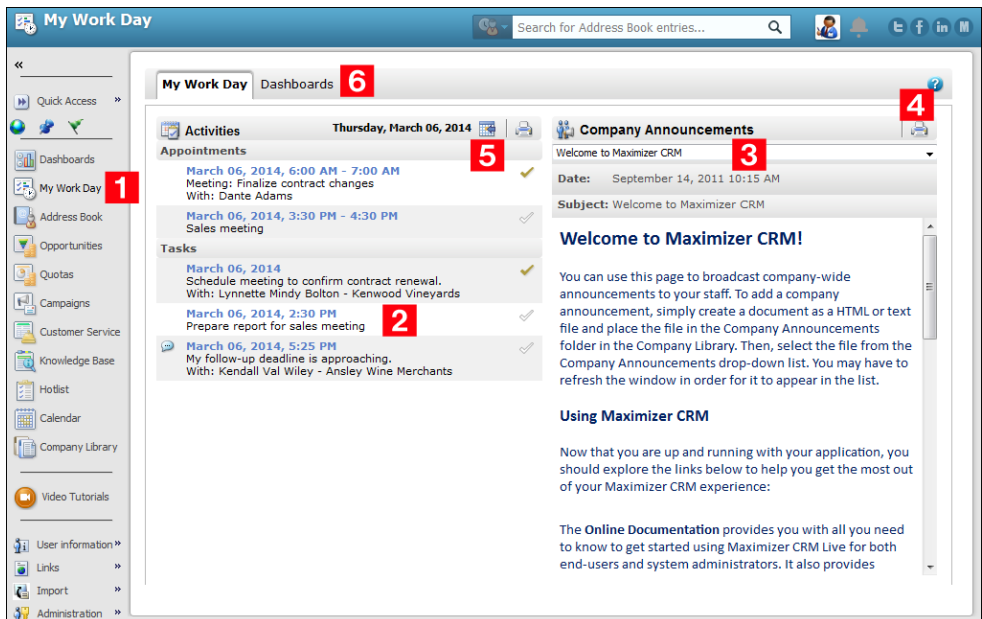 My Work Day
Search for Address Book entries...
«
Quick Access »
Dashboards
My Work Day 1
Address Book
Opportunities
Quotas
Campaigns
Customer Service
Knowledge Base
Hotlist
Calendar
Company Library
Video Tutorials
User information »
Links »
Import »
Administration »
My Work Day Dashboards 6
Activities Thursday, March 06, 2014
5
Appointments
March 06, 2014, 6:00 AM - 7:00 AM
Meeting: Finalize contract changes
With: Dante Adams
March 06, 2014, 3:30 PM - 4:30 PM
Sales meeting
Tasks
March 06, 2014
Schedule meeting to confirm contract renewal.
With: Lynnette Mindy Bolton - Kenwood Vineyards
March 06, 2014, 2:30 PM
Prepare report for sales meeting
2
March 06, 2014, 5:25 PM
My follow-up deadline is approaching.
With: Kendall Val Wiley - Ansley Wine Merchants
?
4
Company Announcements
Welcome to Maximizer CRM
3
Date: September 14, 2011 10:15 AM
Subject: Welcome to Maximizer CRM
Welcome to Maximizer CRM!
You can use this page to broadcast company-wide
announcements to your staff. To add a company
announcement, simply create a document as a HTML or text
file and place the file in the Company Announcements
folder in the Company Library. Then, select the file from the
Company Announcements drop-down list. You may have to
refresh the window in order for it to appear in the list.
Using Maximizer CRM
Now that you are up and running with your application, you
should explore the links below to help you get the most out
of your Maximizer CRM experience:
The Online Documentation provides you with all you need
to know to get started using Maximizer CRM Live for both
end-users and system administrators. It also provides